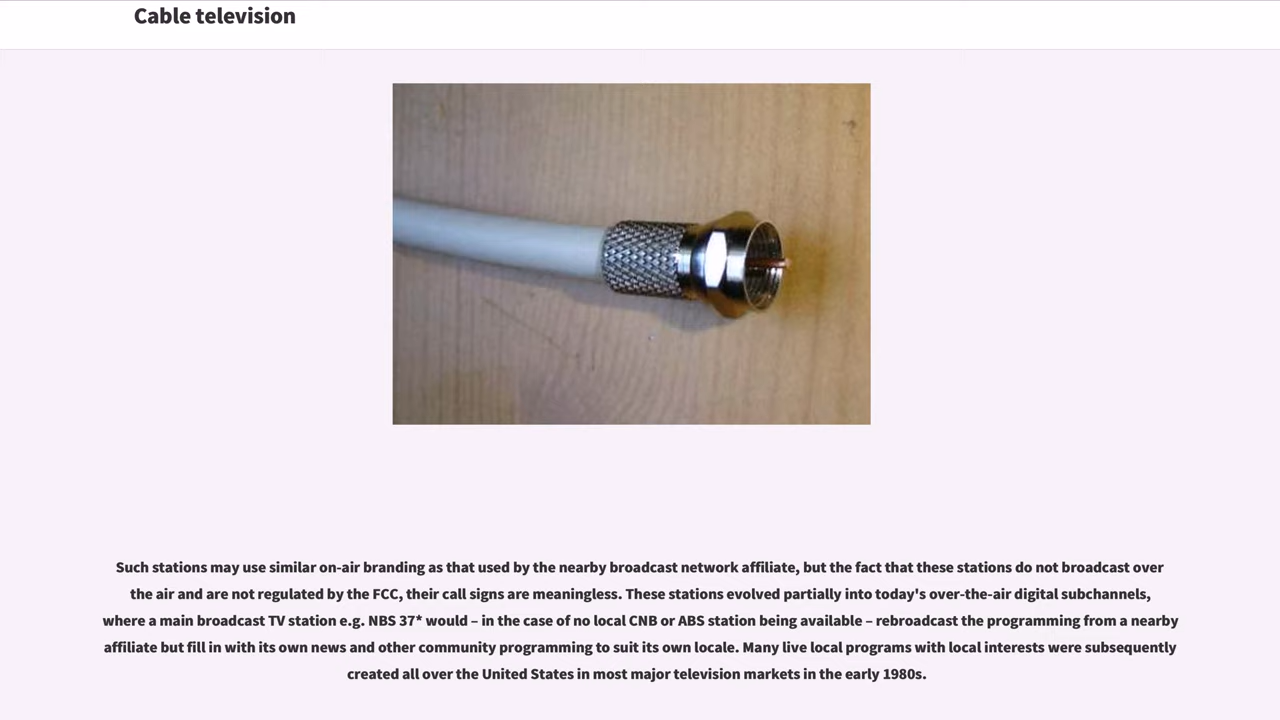 Cable television
Such stations may use similar on-air branding as that used by the nearby broadcast network affiliate, but the fact that these stations do not broadcast over
the air and are not regulated by the FCC, their call signs are meaningless. These stations evolved partially into today's over-the-air digital subchannels,
where a main broadcast TV station e.g. NBS 37* would – in the case of no local CNB or ABS station being available – rebroadcast the programming from a nearby
affiliate but fill in with its own news and other community programming to suit its own locale. Many live local programs with local interests were subsequently
created all over the United States in most major television markets in the early 1980s.